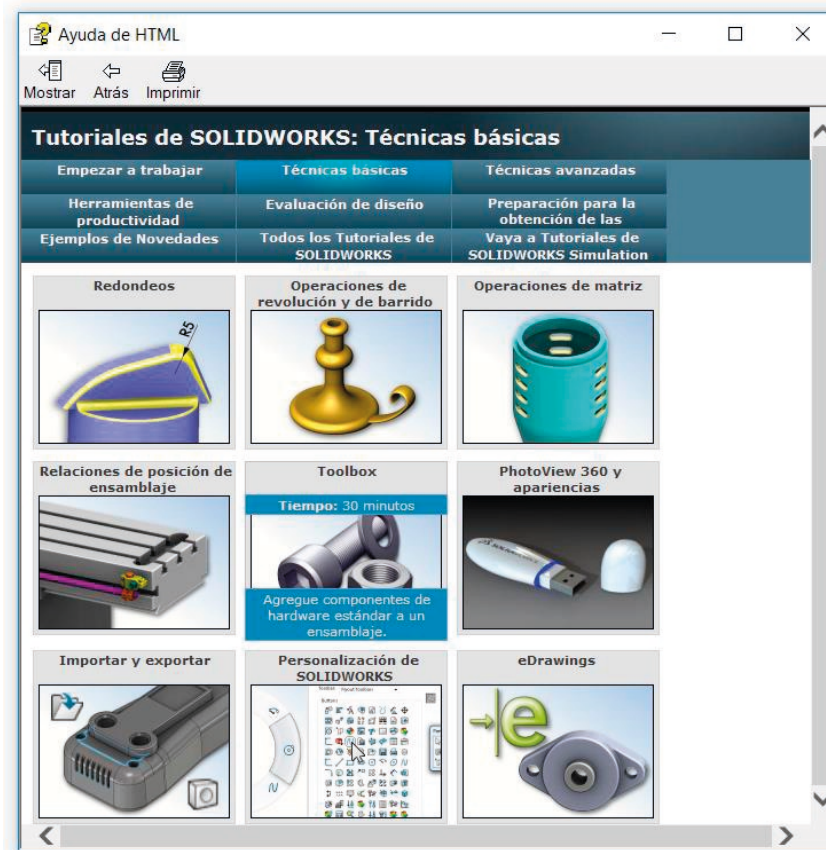 Ayuda de HTML
Mostrar Atrás Imprimir
Tutoriales de SOLIDWORKS: Técnicas básicas
Empezar a trabajar
Técnicas básicas
Técnicas avanzadas
Herramientas de
productividad
Evaluación de diseño
Preparación para la
obtención de las
Ejemplos de Novedades
Todos los Tutoriales de
SOLIDWORKS
Vaya a Tutoriales de
SOLIDWORKS Simulation
Redondeos
R5
Operaciones de
revolución y de barrido
Operaciones de matriz
Relaciones de posición de
ensamblaje
Toolbox
Tiempo: 30 minutos
Agregue componentes de
hardware estándar a un
ensamblaje.
PhotoView 360 y
apariencias
SOLIDWORKS
Importar y exportar
Personalización de
SOLIDWORKS
Buttons
eDrawings
e